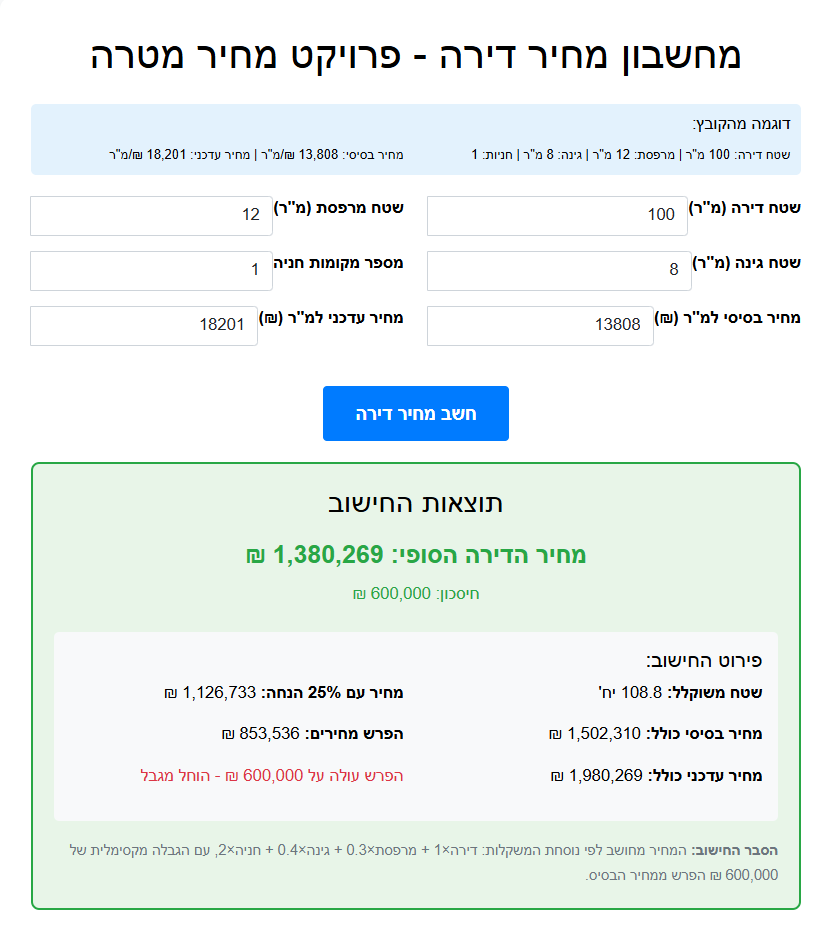 מחשבון מחיר דירה - פרויקט מחיר מטרה
דוגמה מהקובץ:
שטח דירה: 100 מ"ר | מרפסת: 12 מ"ר | גינה: 8 מ"ר | חניות: 1
מחיר בסיסי: 13,808 ₪/מ"ר | מחיר עדכני: 18,201 ₪/מ"ר
שטח דירה (מ"ר) 100
שטח מרפסת (מ"ר) 12
שטח גינה (מ"ר) 8
מספר מקומות חניה 1
מחיר בסיסי למ"ר (₪) 13808
מחיר עדכני למ"ר (₪) 18201
חשב מחיר דירה
תוצאות החישוב
מחיר הדירה הסופי: 1,380,269 ₪
חיסכון: 600,000 ₪
פירוט החישוב:
שטח משוקלל: 108.8 יח'
מחיר עם 25% הנחה: 1,126,733 ₪
מחיר בסיסי כולל: 1,502,310 ₪
הפרש מחירים: 853,536 ₪
מחיר עדכני כולל: 1,980,269 ₪
הפרש עולה על 600,000 ₪ - הוחל מגבל
הסבר החישוב: המחיר מחושב לפי נוסחת המשקלות: דירה×1 + מרפסת×0.3 + גינה×0.4 + חניה×2, עם הגבלה מקסימלית של
600,000 ₪ הפרש ממחיר הבסיס.